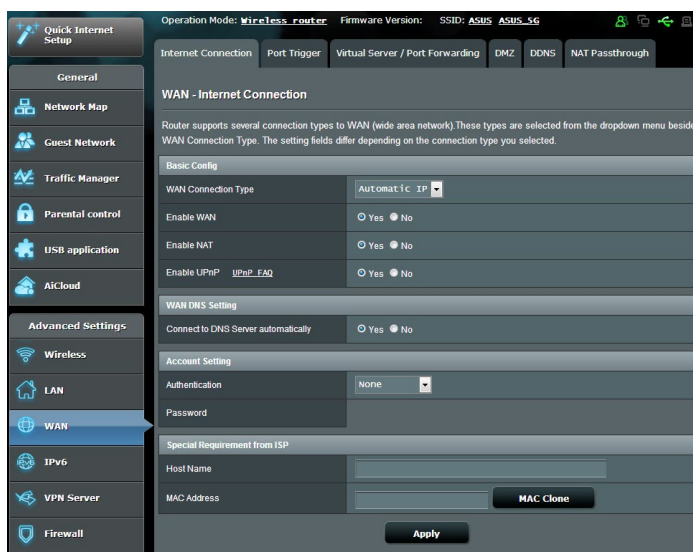 Quick Internet Setup
Operation Mode: Wireless router Firmware Version: SSID: ASUS ASUS_5G
Internet Connection Port Trigger Virtual Server / Port Forwarding DMZ DDNS NAT Passthrough
General
Network Map
Guest Network
Traffic Manager
Parental control
USB application
AiCloud
Advanced Settings
Wireless
LAN
WAN
IPv6
VPN Server
Firewall
WAN - Internet Connection
Router supports several connection types to WAN (wide area network).These types are selected from the dropdown menu beside
WAN Connection Type. The setting fields differ depending on the connection type you selected.
Basic Config
WAN Connection Type Automatic IP
Enable WAN Yes No
Enable NAT Yes No
Enable UPnP UPnP FAQ Yes No
WAN DNS Setting
Connect to DNS Server automatically Yes No
Account Setting
Authentication None
Password
Special Requirement from ISP
Host Name
MAC Address MAC Clone
Apply